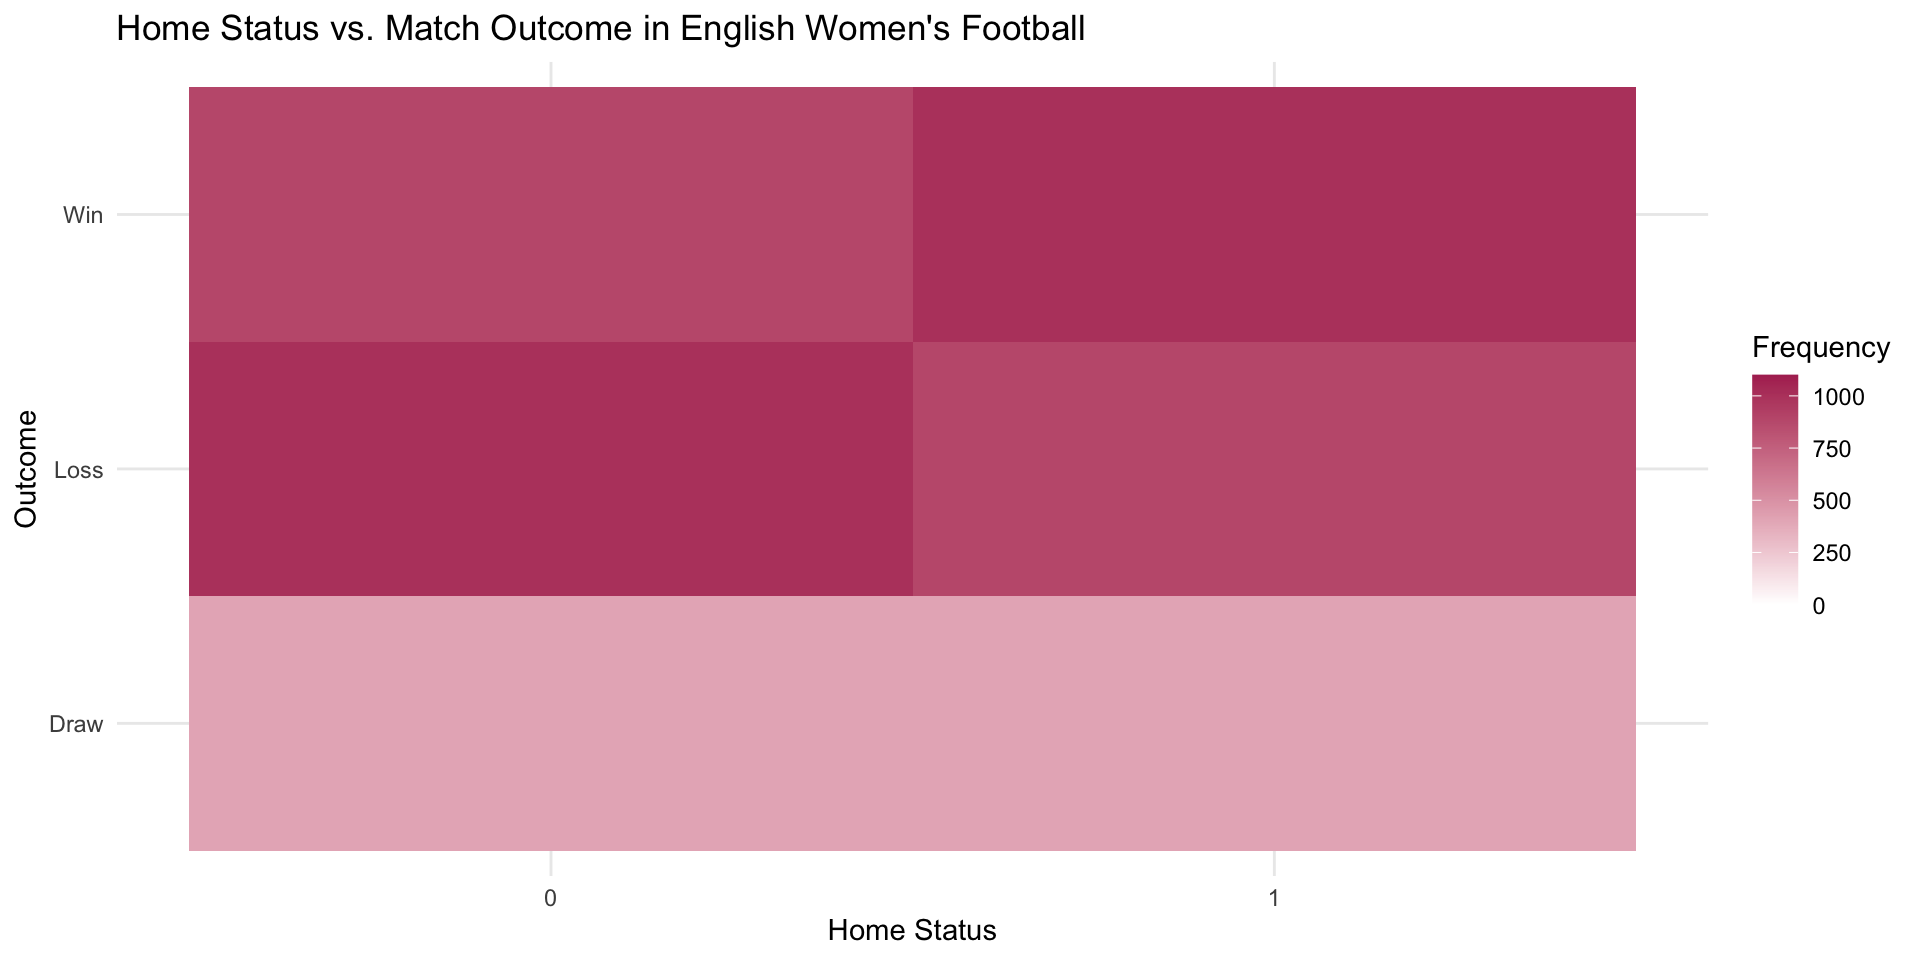 Home Status vs. Match Outcome in English Women's Football
Outcome
Win
Loss
Draw
0
1
Home Status
Frequency
1000
750
500
250
0